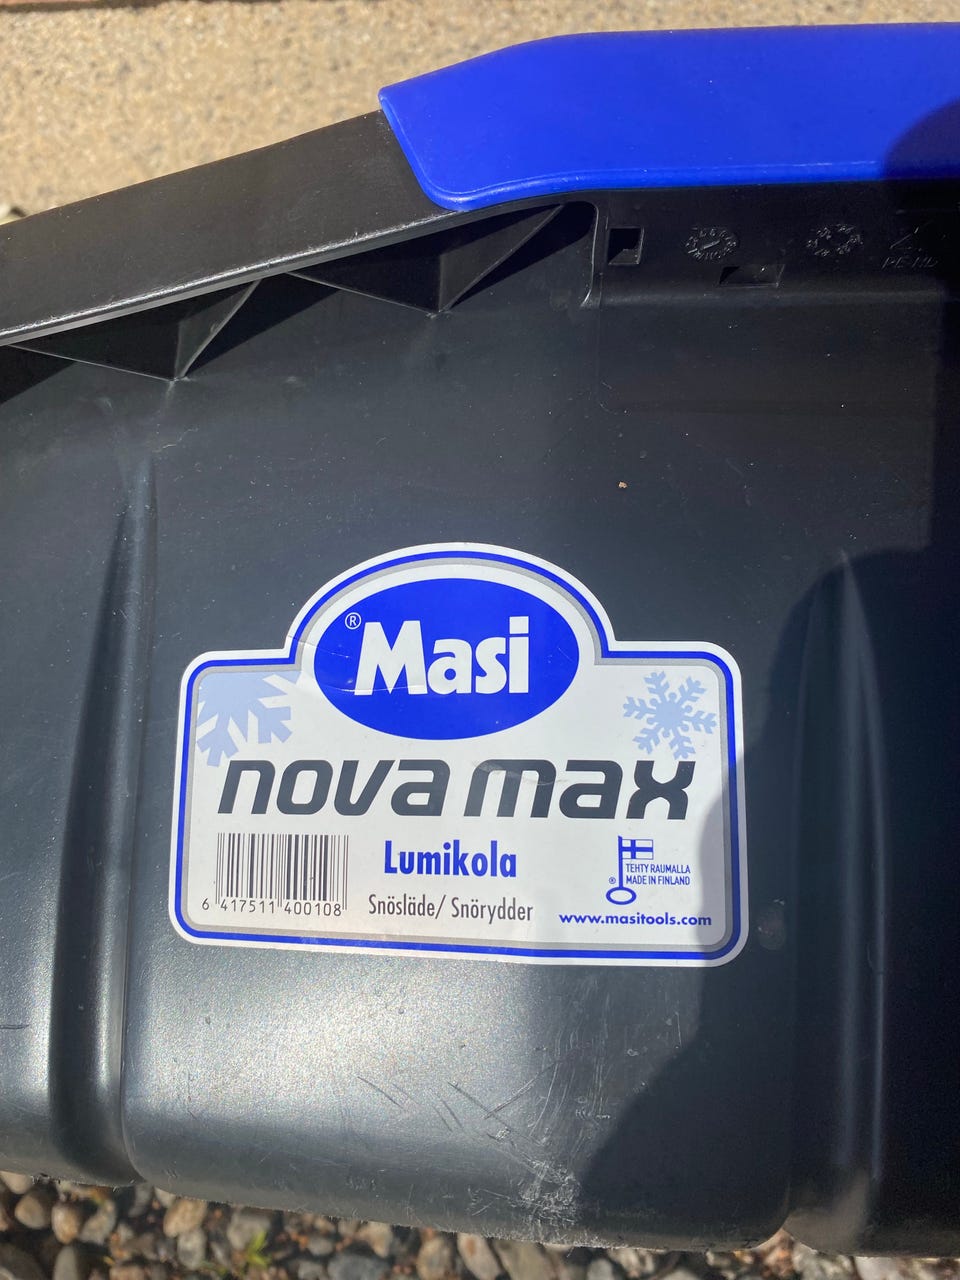 ® Masi
nova max
Lumikola
Snösläde/ Snörydder
6 417511 400108
TEHTY RAUMALLA
® MADE IN FINLAND
www.masitools.com